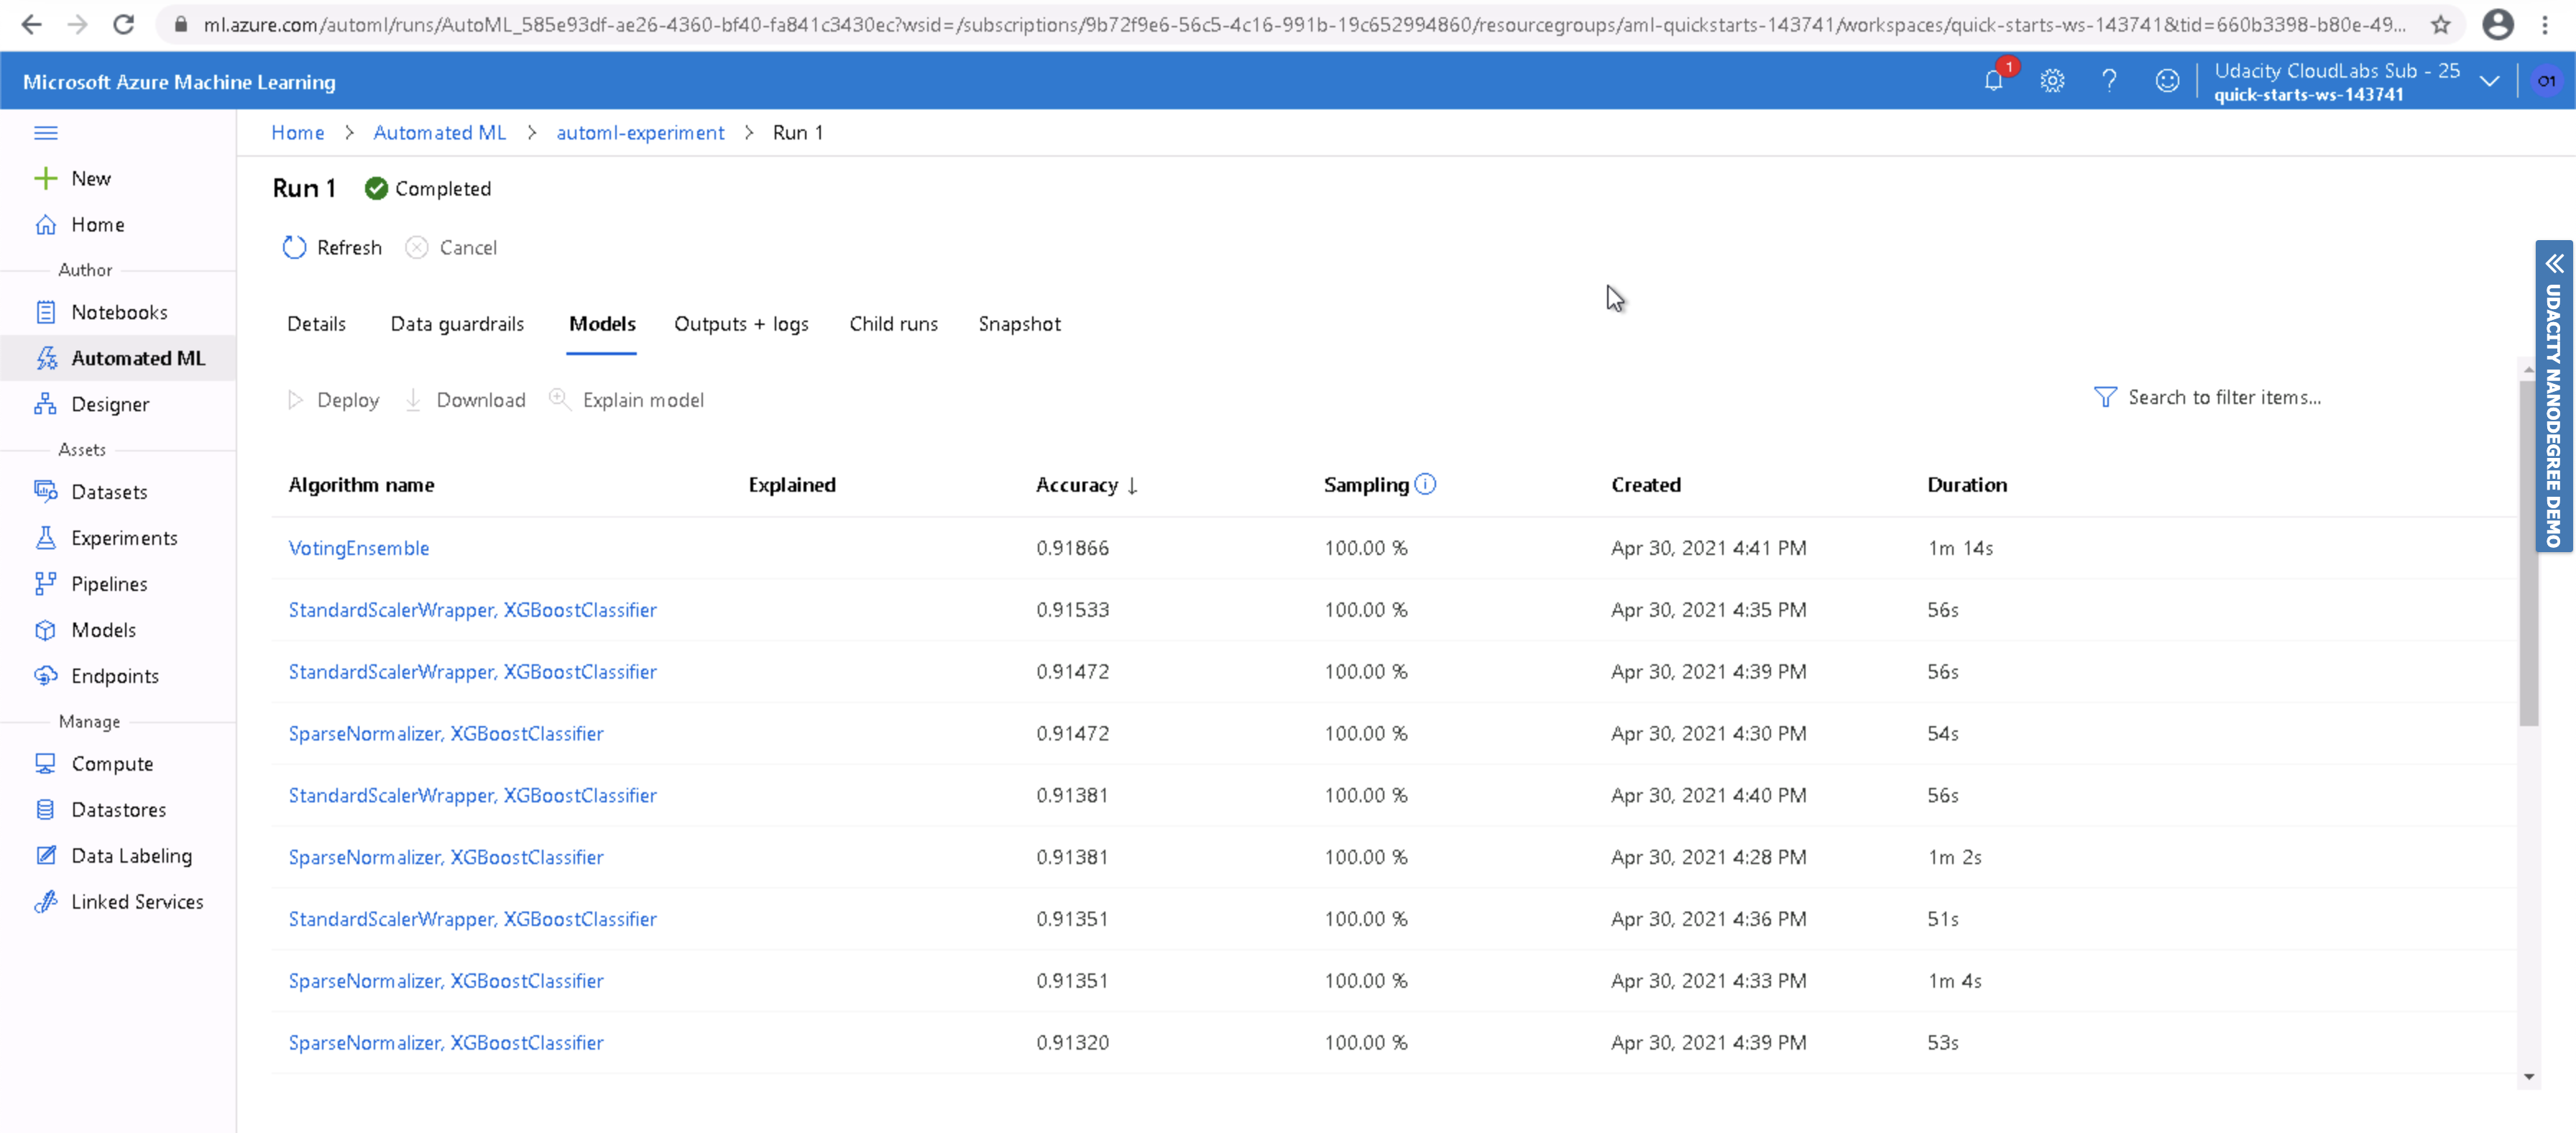 ml.azure.com/automl/runs/AutoML_585e93df-ae26-4360-bf40-fa841c3430ec?wsid=/subscriptions/9b72f9e6-56c5-4c16-991b-19c652994860/resourcegroups/aml-quickstarts-143741/workspaces/quick-starts-ws-143741&tid=660b3398-b80e-49...
Microsoft Azure Machine Learning
1
Udacity CloudLabs Sub - 25
quick-starts-ws-143741
O1
New
Home
Author
Notebooks
Automated ML
Designer
Assets
Datasets
Experiments
Pipelines
Models
Endpoints
Manage
Compute
Datastores
Data Labeling
Linked Services
Home > Automated ML > automl-experiment > Run 1
Run 1 Completed
Refresh Cancel
Details Data guardrails Models Outputs + logs Child runs Snapshot
Deploy Download Explain model Search to filter items...
Algorithm name Explained Accuracy ↓ Sampling Created Duration
VotingEnsemble 0.91866 100.00 % Apr 30, 2021 4:41 PM 1m 14s
StandardScalerWrapper, XGBoostClassifier 0.91533 100.00 % Apr 30, 2021 4:35 PM 56s
StandardScalerWrapper, XGBoostClassifier 0.91472 100.00 % Apr 30, 2021 4:39 PM 56s
SparseNormalizer, XGBoostClassifier 0.91472 100.00 % Apr 30, 2021 4:30 PM 54s
StandardScalerWrapper, XGBoostClassifier 0.91381 100.00 % Apr 30, 2021 4:40 PM 56s
SparseNormalizer, XGBoostClassifier 0.91381 100.00 % Apr 30, 2021 4:28 PM 1m 2s
StandardScalerWrapper, XGBoostClassifier 0.91351 100.00 % Apr 30, 2021 4:36 PM 51s
SparseNormalizer, XGBoostClassifier 0.91351 100.00 % Apr 30, 2021 4:33 PM 1m 4s
SparseNormalizer, XGBoostClassifier 0.91320 100.00 % Apr 30, 2021 4:39 PM 53s
UDACITY NANODEGREE DEMO